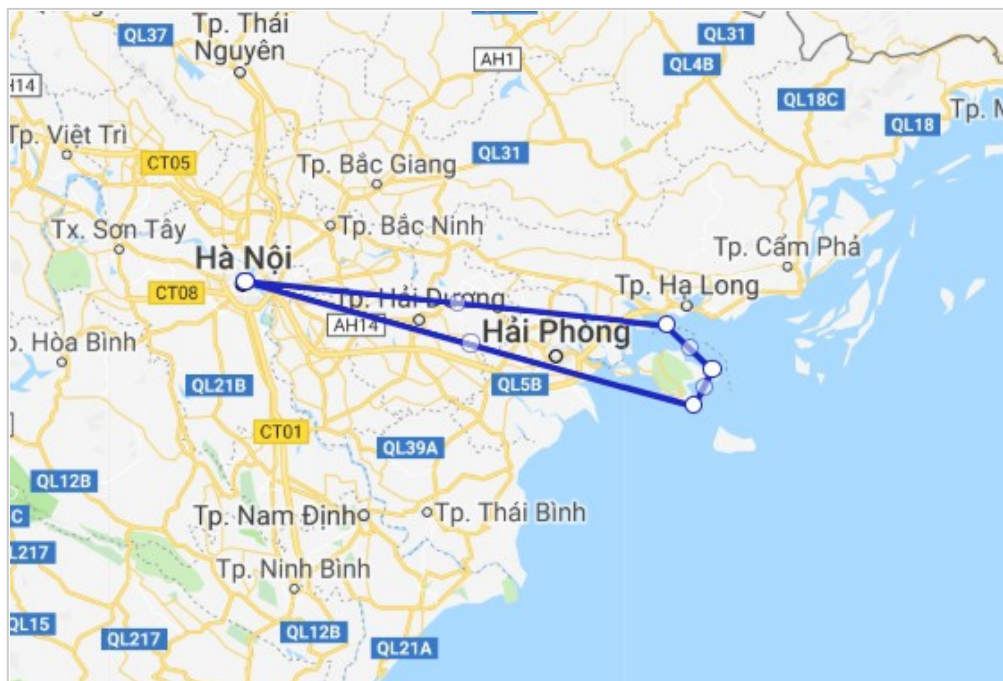 QL37
Tp. Thái
Nguyên
AH1
QL31
QL4B
QL18C
H14
Tp. Việt Trì
CT05
QL31
QL18
Tp. M
Tp. Bắc Giang
Tx. Sơn Tây
Tp. Bắc Ninh
Hà Nội
Tp. Cẩm Phả
CT08
Tp. Hải Dương
Tp. Hạ Long
AH14
Hải Phòng
p. Hòa Bình
QL21B
QL5B
CT01
QL39A
QL12B
C
Tp. Nam Định
Tp. Thái Bình
L217
Tp. Ninh Bình
QL15
QL217
QL12B
QL21A